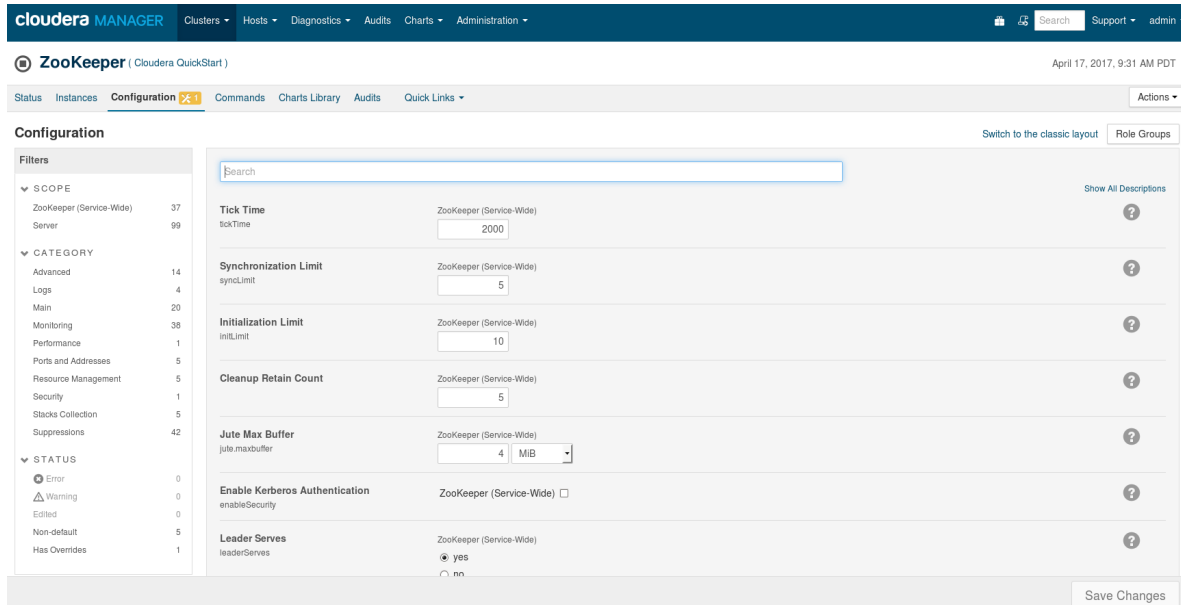 cloudera MANAGER Clusters Hosts Diagnostics Audits Charts Administration Search Support admin
ZooKeeper ( Cloudera QuickStart ) April 17, 2017, 9:31 AM PDT
Status Instances Configuration 1 Commands Charts Library Audits Quick Links Actions
Configuration Switch to the classic layout Role Groups
Filters
SCOPE
ZooKeeper (Service-Wide) 37
Server 99
CATEGORY
Advanced 14
Logs 4
Main 20
Monitoring 38
Performance 1
Ports and Addresses 5
Resource Management 5
Security 1
Stacks Collection 5
Suppressions 42
STATUS
Error 0
Warning 0
Edited 0
Non-default 5
Has Overrides 1
Search
Show All Descriptions
Tick Time ZooKeeper (Service-Wide) ?
tickTime 2000
Synchronization Limit ZooKeeper (Service-Wide) ?
syncLimit 5
Initialization Limit ZooKeeper (Service-Wide) ?
initLimit 10
Cleanup Retain Count ZooKeeper (Service-Wide) ?
5
Jute Max Buffer ZooKeeper (Service-Wide) ?
jute.maxbuffer 4 MiB
Enable Kerberos Authentication ZooKeeper (Service-Wide) ?
enableSecurity
Leader Serves ZooKeeper (Service-Wide) ?
leaderServes
yes
no
Save Changes